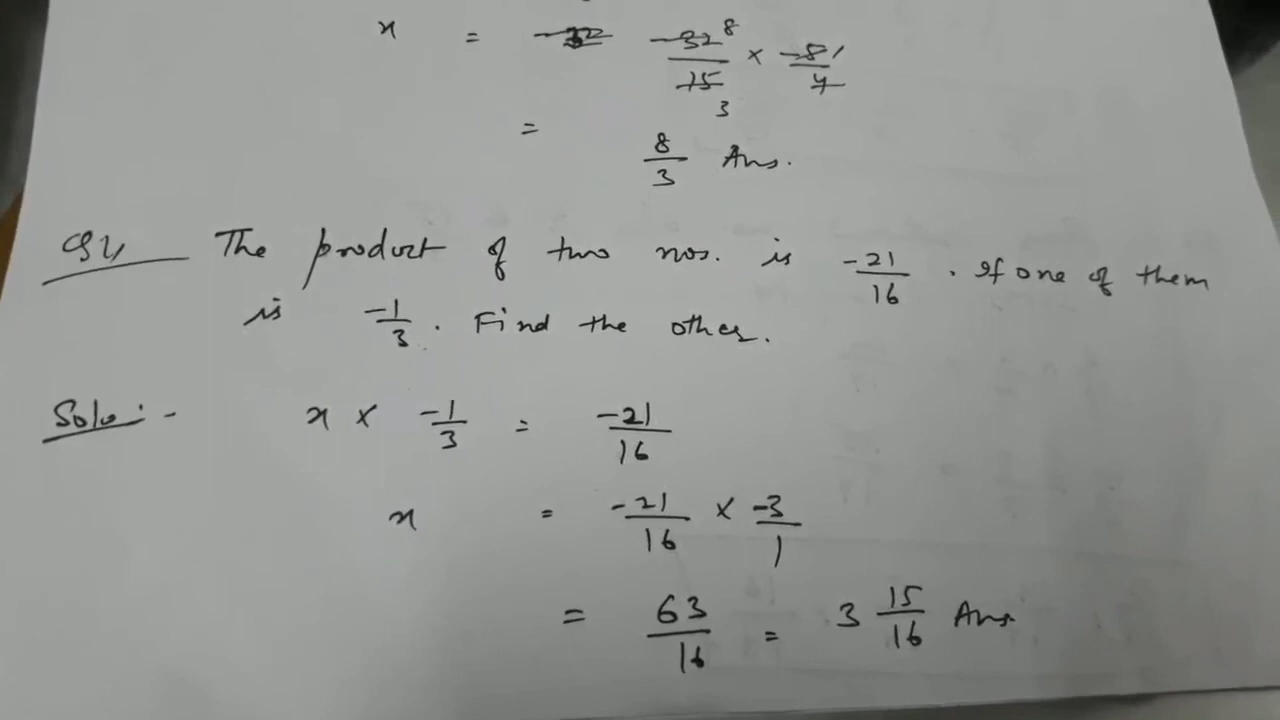 x = -32/15 × -5/4
= 8/3 Ans.
The product of two nos. is -21/16 . If one of them
is -1/3 . Find the other.
Soln:- x × -1/3 = -21/16
x = -21/16 × -3/1
= 63/16 = 3 15/16 Ans